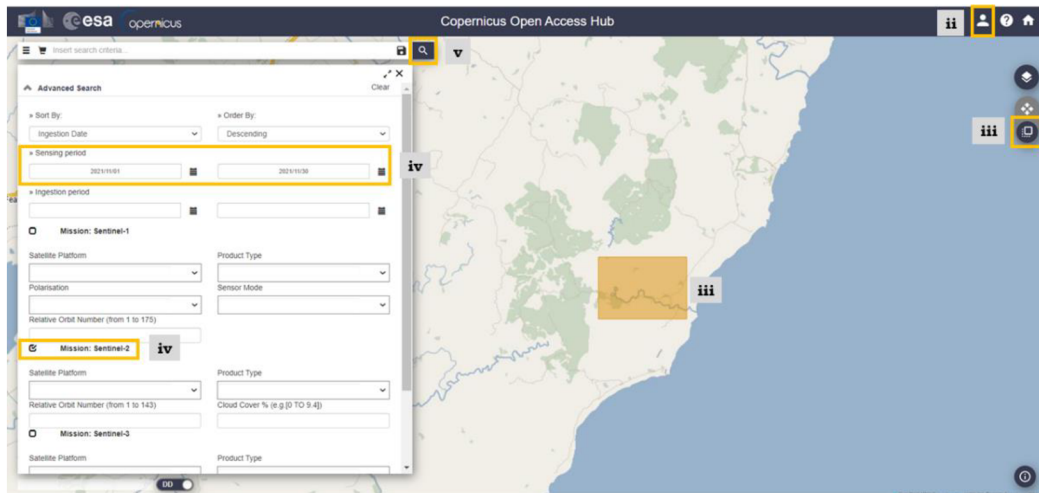 esa opernicus Copernicus Open Access Hub ii
Insert search criteria...
v
Advanced Search Clear
» Sort By: » Order By:
Ingestion Date Descending
iii
» Sensing period
2021/11/01 2021/11/30
iv
» Ingestion period
Mission: Sentinel-1
Satellite Platform Product Type
Polarisation Sensor Mode
iii
Relative Orbit Number (from 1 to 175)
Mission: Sentinel-2
iv
Satellite Platform Product Type
Relative Orbit Number (from 1 to 143) Cloud Cover % (e.g.[0 TO 9.4])
Mission: Sentinel-3
Satellite Platform Product Type
DD